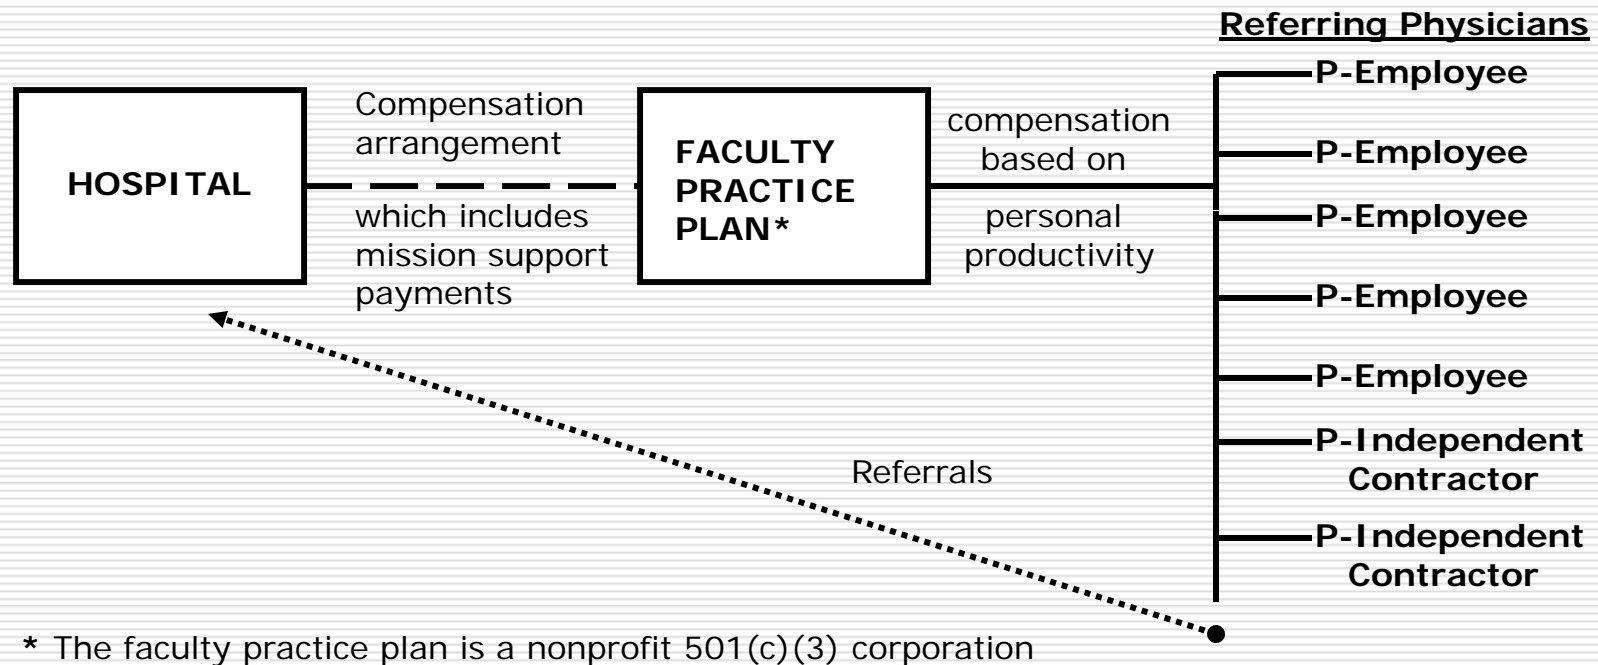 Referring Physicians
HOSPITAL
Compensation
arrangement
which includes
mission support
payments
FACULTY
PRACTICE
PLAN*
compensation
based on
personal
productivity
P-Employee
P-Employee
P-Employee
P-Employee
P-Employee
P-Independent
Contractor
P-Independent
Contractor
Referrals
* The faculty practice plan is a nonprofit 501(c)(3) corporation